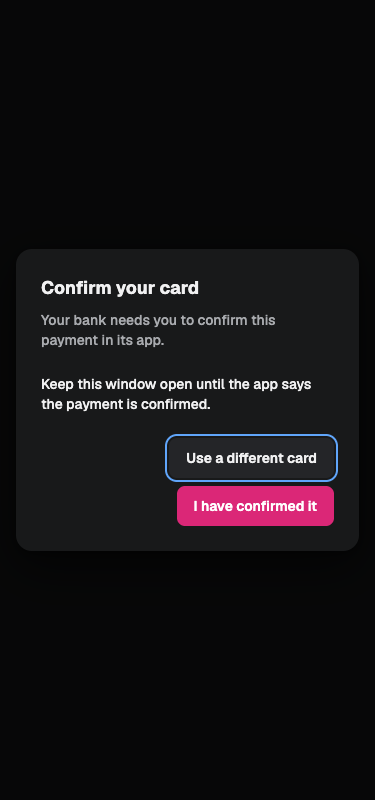 Confirm your card
Your bank needs you to confirm this
payment in its app.
Keep this window open until the app says
the payment is confirmed.
Use a different card
I have confirmed it